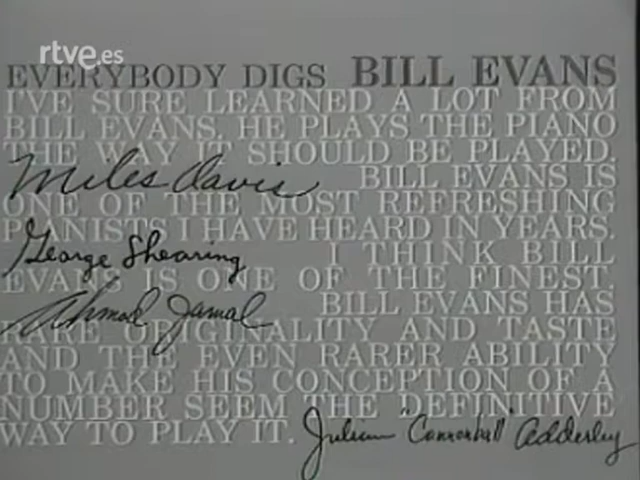 rtve.es
EVERYBODY DIGS BILL EVANS
I'VE SURE LEARNED A LOT FROM
BILL EVANS. HE PLAYS THE PIANO
THE WAY IT SHOULD BE PLAYED.
Miles Davis BILL EVANS IS
ONE OF THE MOST REFRESHING
PIANISTS I HAVE HEARD IN YEARS.
George Shearing I THINK BILL
EVANS IS ONE OF THE FINEST.
Ahmad Jamal BILL EVANS HAS
RARE ORIGINALITY AND TASTE
AND THE EVEN RARER ABILITY
TO MAKE HIS CONCEPTION OF A
NUMBER SEEM THE DEFINITIVE
WAY TO PLAY IT. Julian "Cannonball" Adderley